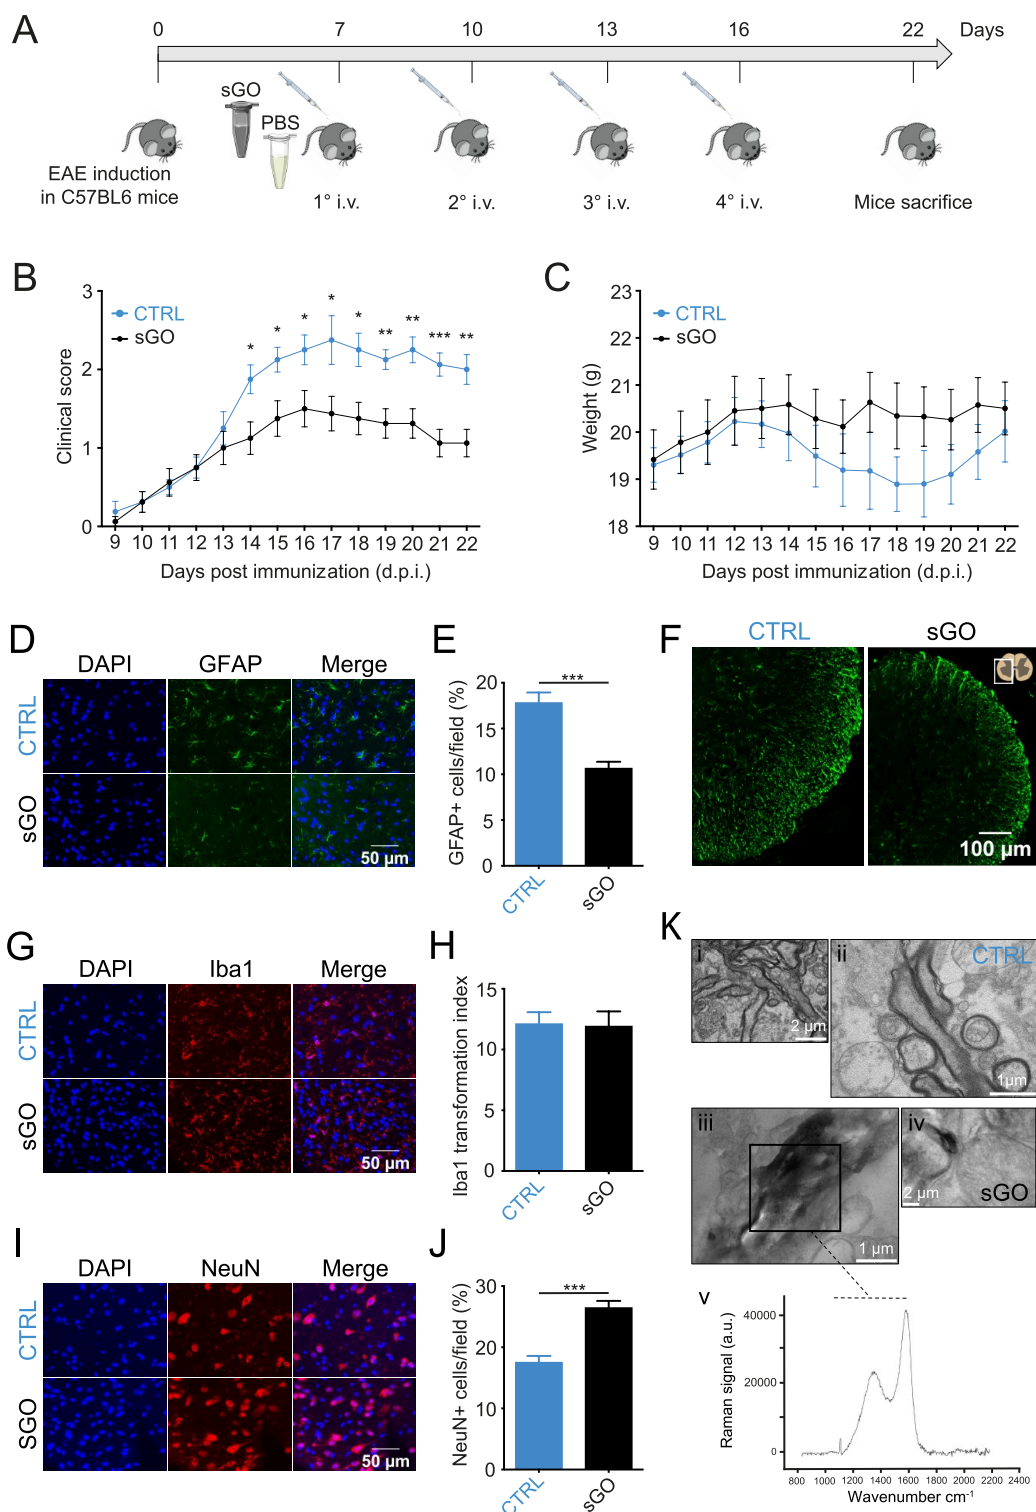 A
0 7 10 13 16 22 Days
sGO
PBS
EAE induction
in C57BL6 mice
1° i.v. 2° i.v. 3° i.v. 4° i.v. Mice sacrifice
B
Clinical score
3
2
1
0
CTRL
sGO
* * * * * ** ** *** **
9 10 11 12 13 14 15 16 17 18 19 20 21 22
Days post immunization (d.p.i.)
C
Weight (g)
23
22
21
20
19
18
CTRL
sGO
9 10 11 12 13 14 15 16 17 18 19 20 21 22
Days post immunization (d.p.i.)
D
DAPI GFAP Merge
CTRL
sGO
50 µm
E
GFAP+ cells/field (%)
20
15
10
5
0
***
CTRL
sGO
F
CTRL sGO
100 µm
G
DAPI Iba1 Merge
CTRL
sGO
50 µm
H
Iba1 transformation index
15
10
5
0
CTRL
sGO
I
DAPI NeuN Merge
CTRL
SGO
50 µm
J
NeuN+ cells/field (%)
30
20
10
0
***
CTRL
sGO
K
i
2 µm
ii
CTRL
1µm
iii
1 µm
iv
2 µm
sGO
v
Raman signal (a.u.)
40000
20000
0
800 1000 1200 1400 1600 1800 2000 2200 2400
Wavenumber cm⁻¹